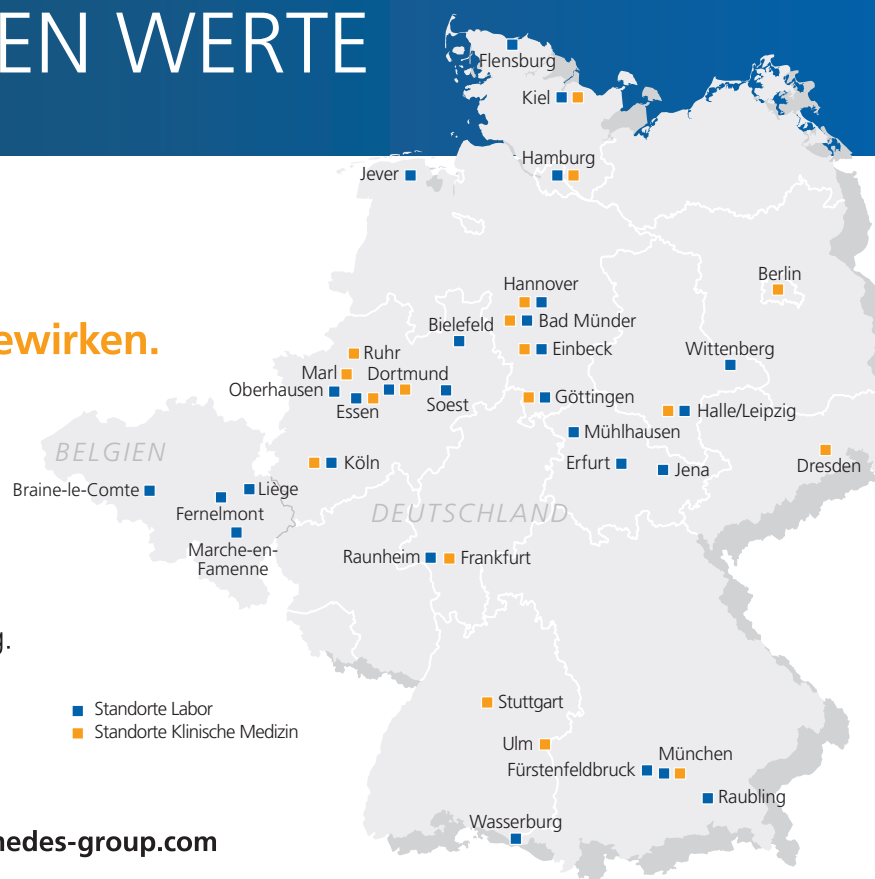 EN WERTE
Flensburg
Kiel
Hamburg
Jever
Berlin
Hannover
Bad Münder
Bielefeld
ewirken.
Einbeck
Wittenberg
Ruhr
Marl
Dortmund
Oberhausen
Essen
Soest
Göttingen
Halle/Leipzig
Mühlhausen
BELGIEN
Köln
Erfurt
Jena
Dresden
Braine-le-Comte
Liège
Fernelmont
DEUTSCHLAND
Marche-en-
Famenne
Raunheim
Frankfurt
g.
Stuttgart
Standorte Labor
Standorte Klinische Medizin
Ulm
München
Fürstenfeldbruck
Raubling
Wasserburg
medes-group.com